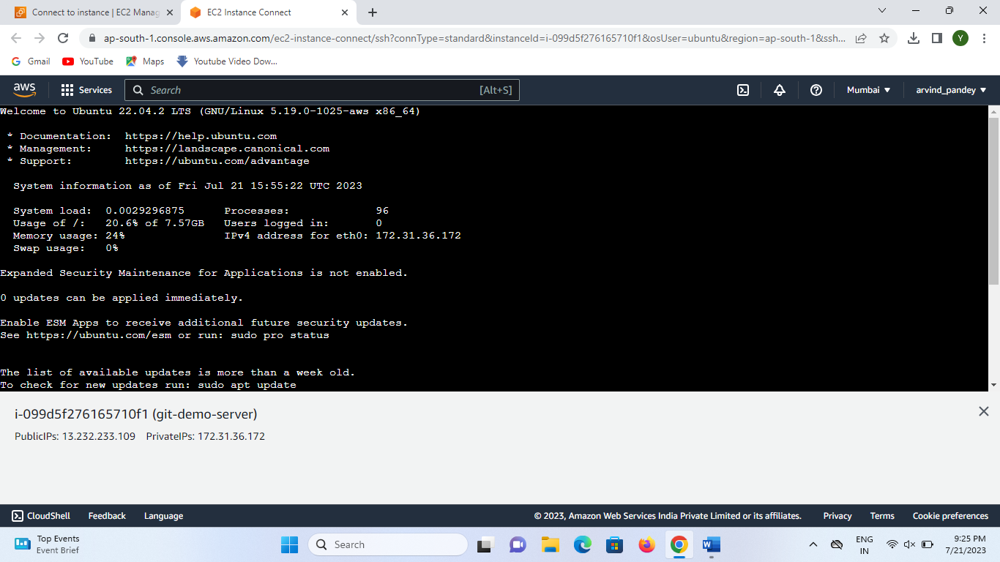 Connect to instance | EC2 Manag
EC2 Instance Connect
ap-south-1.console.aws.amazon.com/ec2-instance-connect/ssh?connType=standard&instanceId=i-099d5f276165710f1&osUser=ubuntu&region=ap-south-1&ssh...
Y
Gmail
YouTube
Maps
Youtube Video Dow...
aws
Services
Search
[Alt+S]
Mumbai
arvind_pandey
Welcome to Ubuntu 22.04.2 LTS (GNU/Linux 5.19.0-1025-aws x86_64)
* Documentation:  https://help.ubuntu.com
* Management:     https://landscape.canonical.com
* Support:        https://ubuntu.com/advantage
System information as of Fri Jul 21 15:55:22 UTC 2023
System load:  0.0029296875      Processes:             96
Usage of /:   20.6% of 7.57GB   Users logged in:       0
Memory usage: 24%               IPv4 address for eth0: 172.31.36.172
Swap usage:   0%
Expanded Security Maintenance for Applications is not enabled.
0 updates can be applied immediately.
Enable ESM Apps to receive additional future security updates.
See https://ubuntu.com/esm or run: sudo pro status
The list of available updates is more than a week old.
To check for new updates run: sudo apt update
i-099d5f276165710f1 (git-demo-server)
PublicIPs: 13.232.233.109 PrivateIPs: 172.31.36.172
CloudShell
Feedback
Language
© 2023, Amazon Web Services India Private Limited or its affiliates.
Privacy
Terms
Cookie preferences
Top Events
Event Brief
Search
W
ENG
IN
9:25 PM
7/21/2023